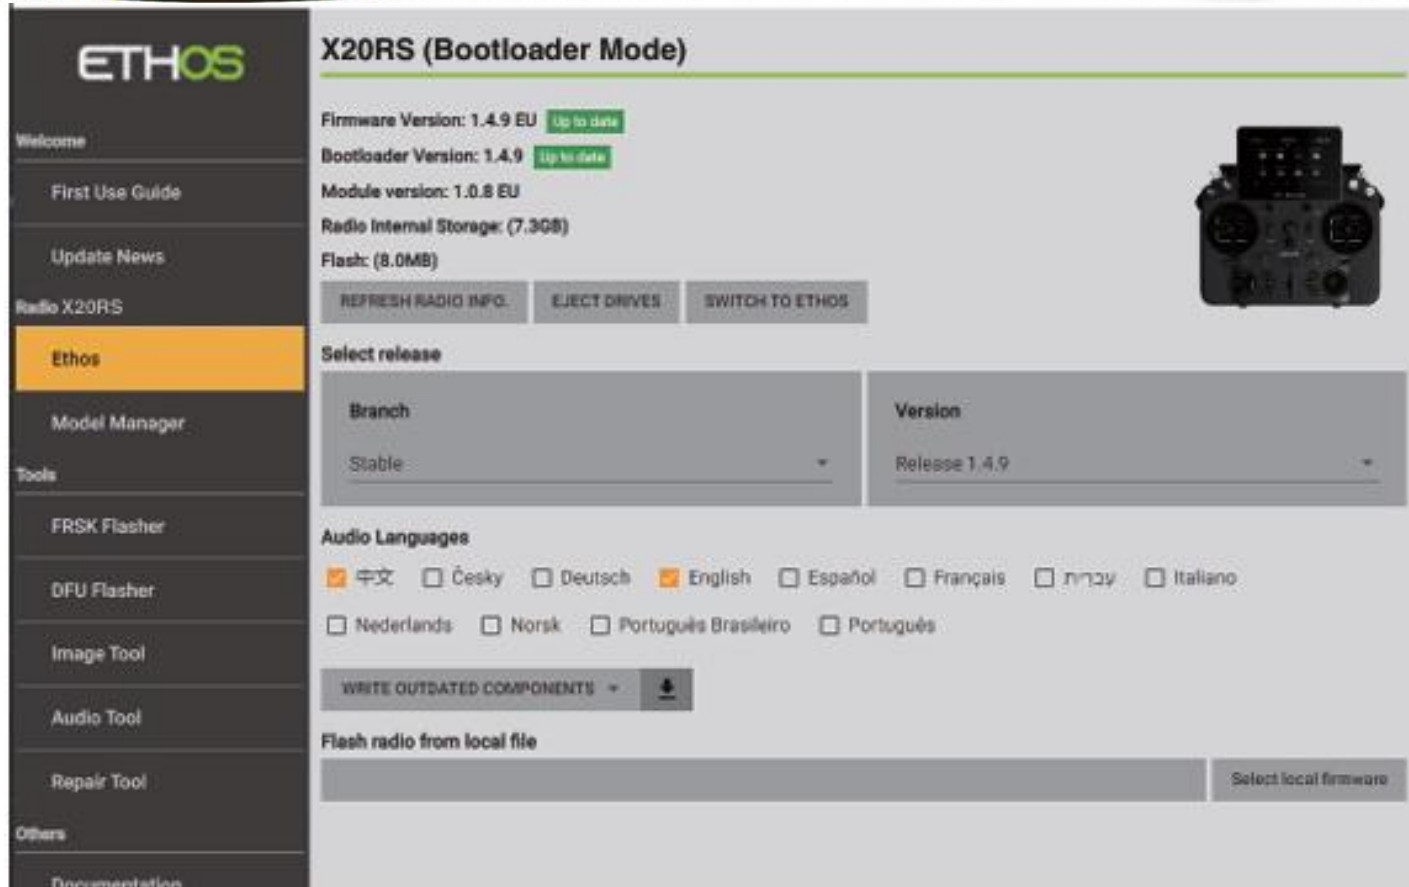 ETHOS
Welcome
First Use Guide
Update News
Radio X20RS
Ethos
Model Manager
Tools
FRSK Flasher
DFU Flasher
Image Tool
Audio Tool
Repair Tool
Others
Documentation
X20RS (Bootloader Mode)
Firmware Version: 1.4.9 EU Up to date
Bootloader Version: 1.4.9 Up to date
Module version: 1.0.8 EU
Radio Internal Storage: (7.3GB)
Flash: (8.0MB)
REFRESH RADIO INFO. EJECT DRIVES SWITCH TO ETHOS
Select release
Branch Version
Stable Release 1.4.9
Audio Languages
中文 Česky Deutsch English Español Français עברית Italiano
Nederlands Norsk Português Brasileiro Português
WRITE OUTDATED COMPONENTS
Flash radio from local file
Select local firmware